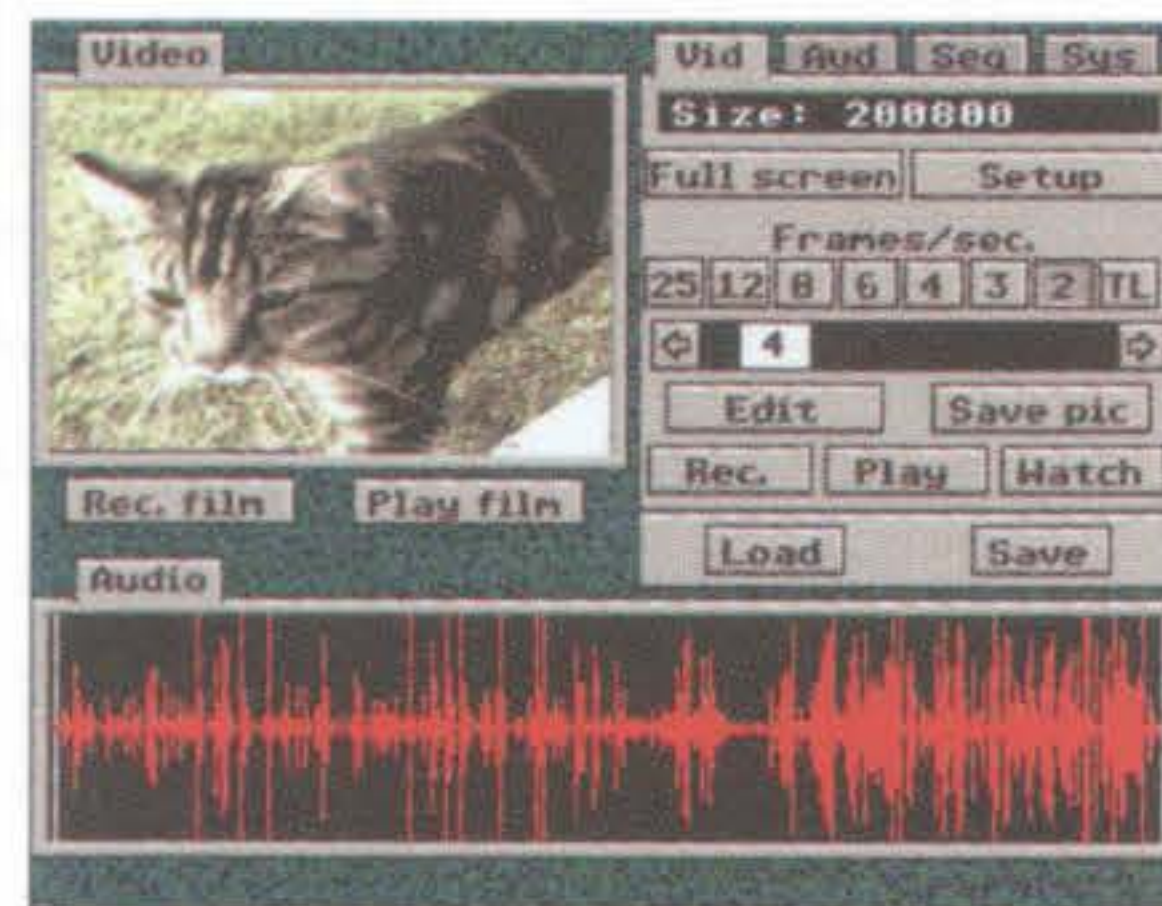 Video
Vid Aud Seq Sys
Size: 200800
Full screen Setup
Frames/sec.
25 12 8 6 4 3 2 TL
4
Edit Save pic
Rec. Play Watch
Rec. film Play film
Load Save
Audio